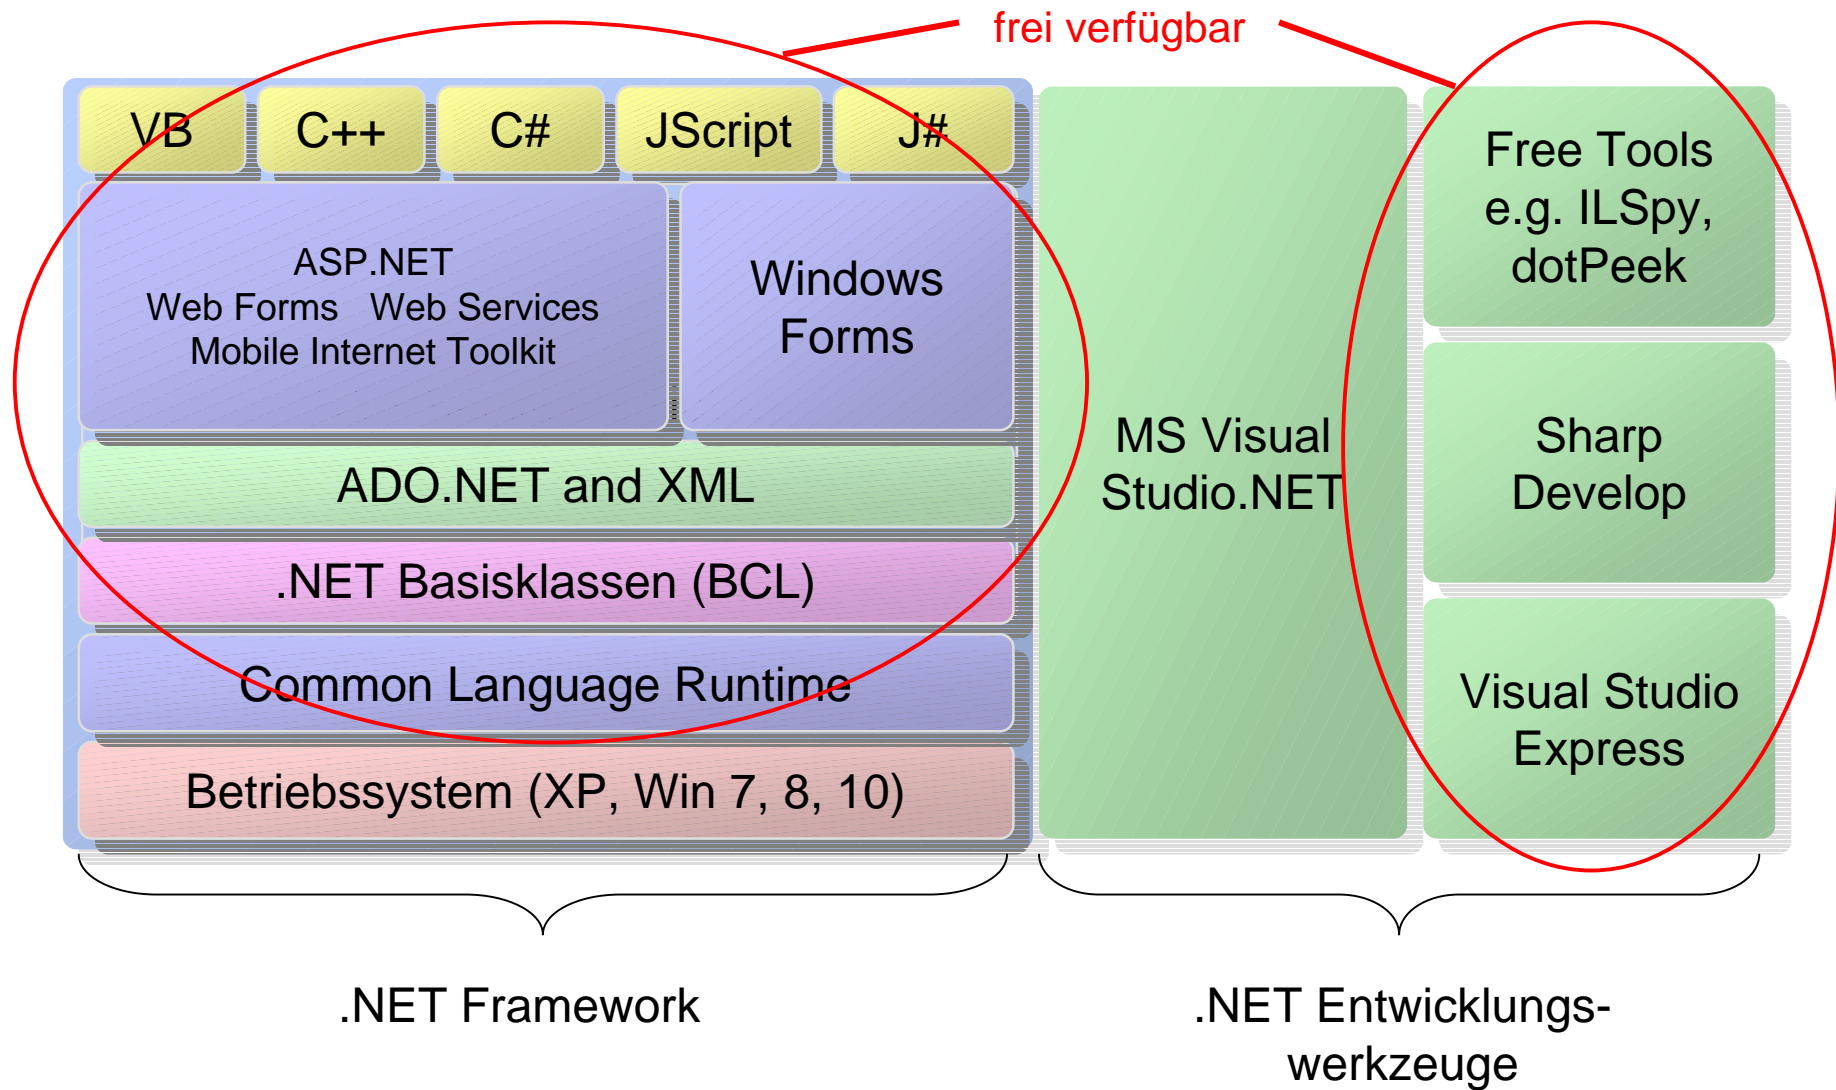 frei verfügbar
VB
C++
C#
JScript
J#
ASP.NET
Web Forms Web Services
Mobile Internet Toolkit
Windows
Forms
ADO.NET and XML
.NET Basisklassen (BCL)
Common Language Runtime
Betriebssystem (XP, Win 7, 8, 10)
MS Visual
Studio.NET
Free Tools
e.g. ILSpy,
dotPeek
Sharp
Develop
Visual Studio
Express
.NET Framework
.NET Entwicklungs-
werkzeuge